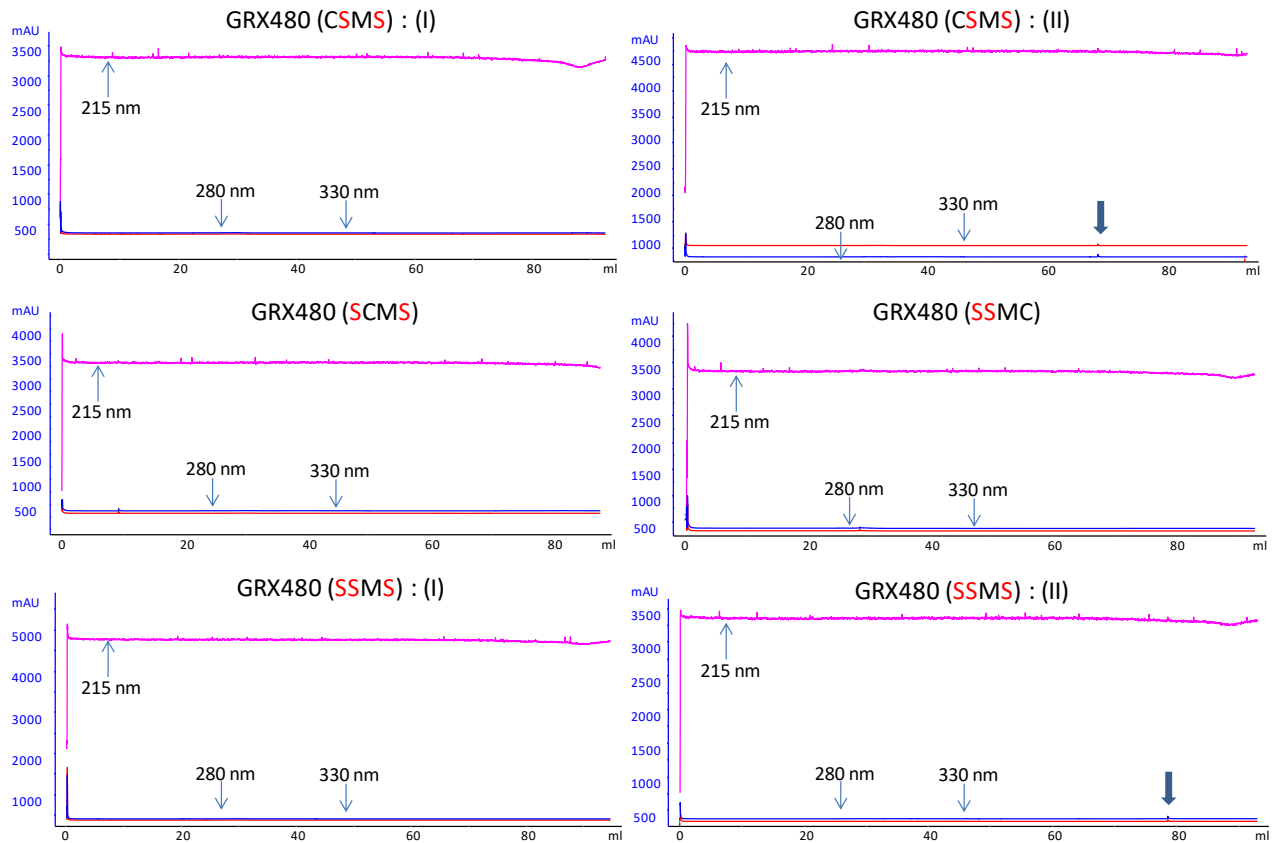 GRX480 (CSMS) : (I)
mAU
3500
3000
2500
2000
1500
1000
500
215 nm
280 nm
330 nm
0
20
40
60
80
ml
GRX480 (CSMS) : (II)
mAU
4500
4000
3500
3000
2500
2000
1500
1000
215 nm
280 nm
330 nm
0
20
40
60
80
ml
GRX480 (SCMS)
mAU
4000
3500
3000
2500
2000
1500
1000
500
215 nm
280 nm
330 nm
0
20
40
60
80
ml
GRX480 (SSMC)
mAU
4000
3500
3000
2500
2000
1500
1000
500
215 nm
280 nm
330 nm
0
20
40
60
80
ml
GRX480 (SSMS) : (I)
mAU
5000
4000
3000
2000
1000
215 nm
280 nm
330 nm
0
20
40
60
80
ml
GRX480 (SSMS) : (II)
mAU
3500
3000
2500
2000
1500
1000
500
215 nm
280 nm
330 nm
0
20
40
60
80
ml